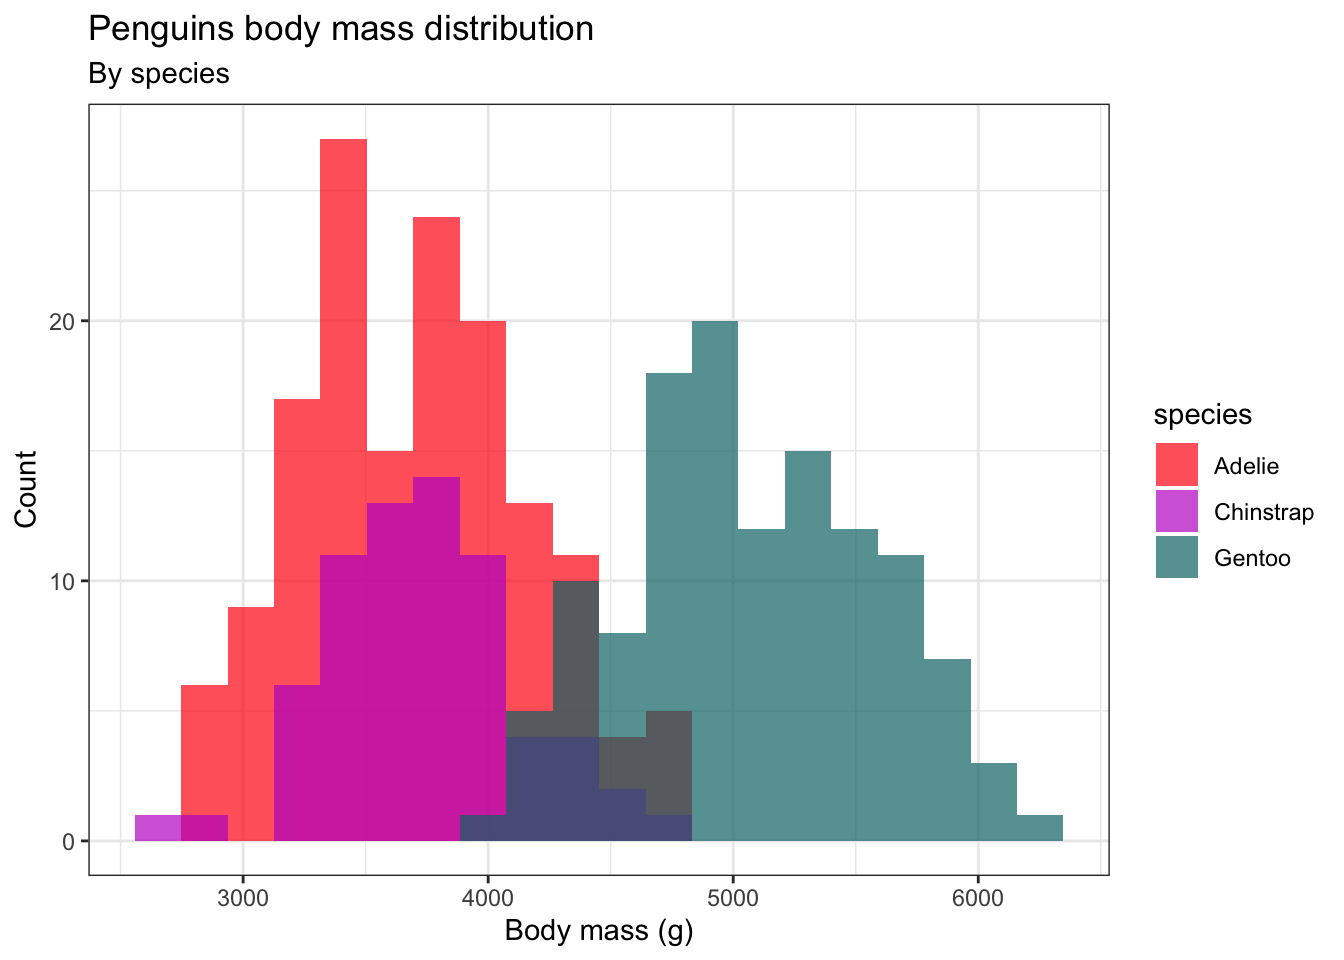 Penguins body mass distribution
By species
Count
20
10
0
3000
4000
5000
6000
Body mass (g)
species
Adelie
Chinstrap
Gentoo